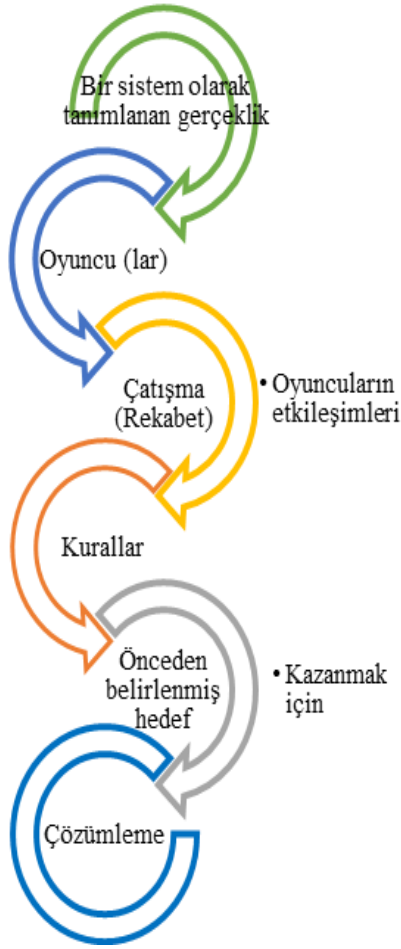 Bir sistem olarak
tanımlanan gerçeklik
Oyuncu (lar)
Çatışma
(Rekabet)
• Oyuncuların
etkileşimleri
Kurallar
Önceden
belirlenmiş
hedef
• Kazanmak
için
Çözümleme